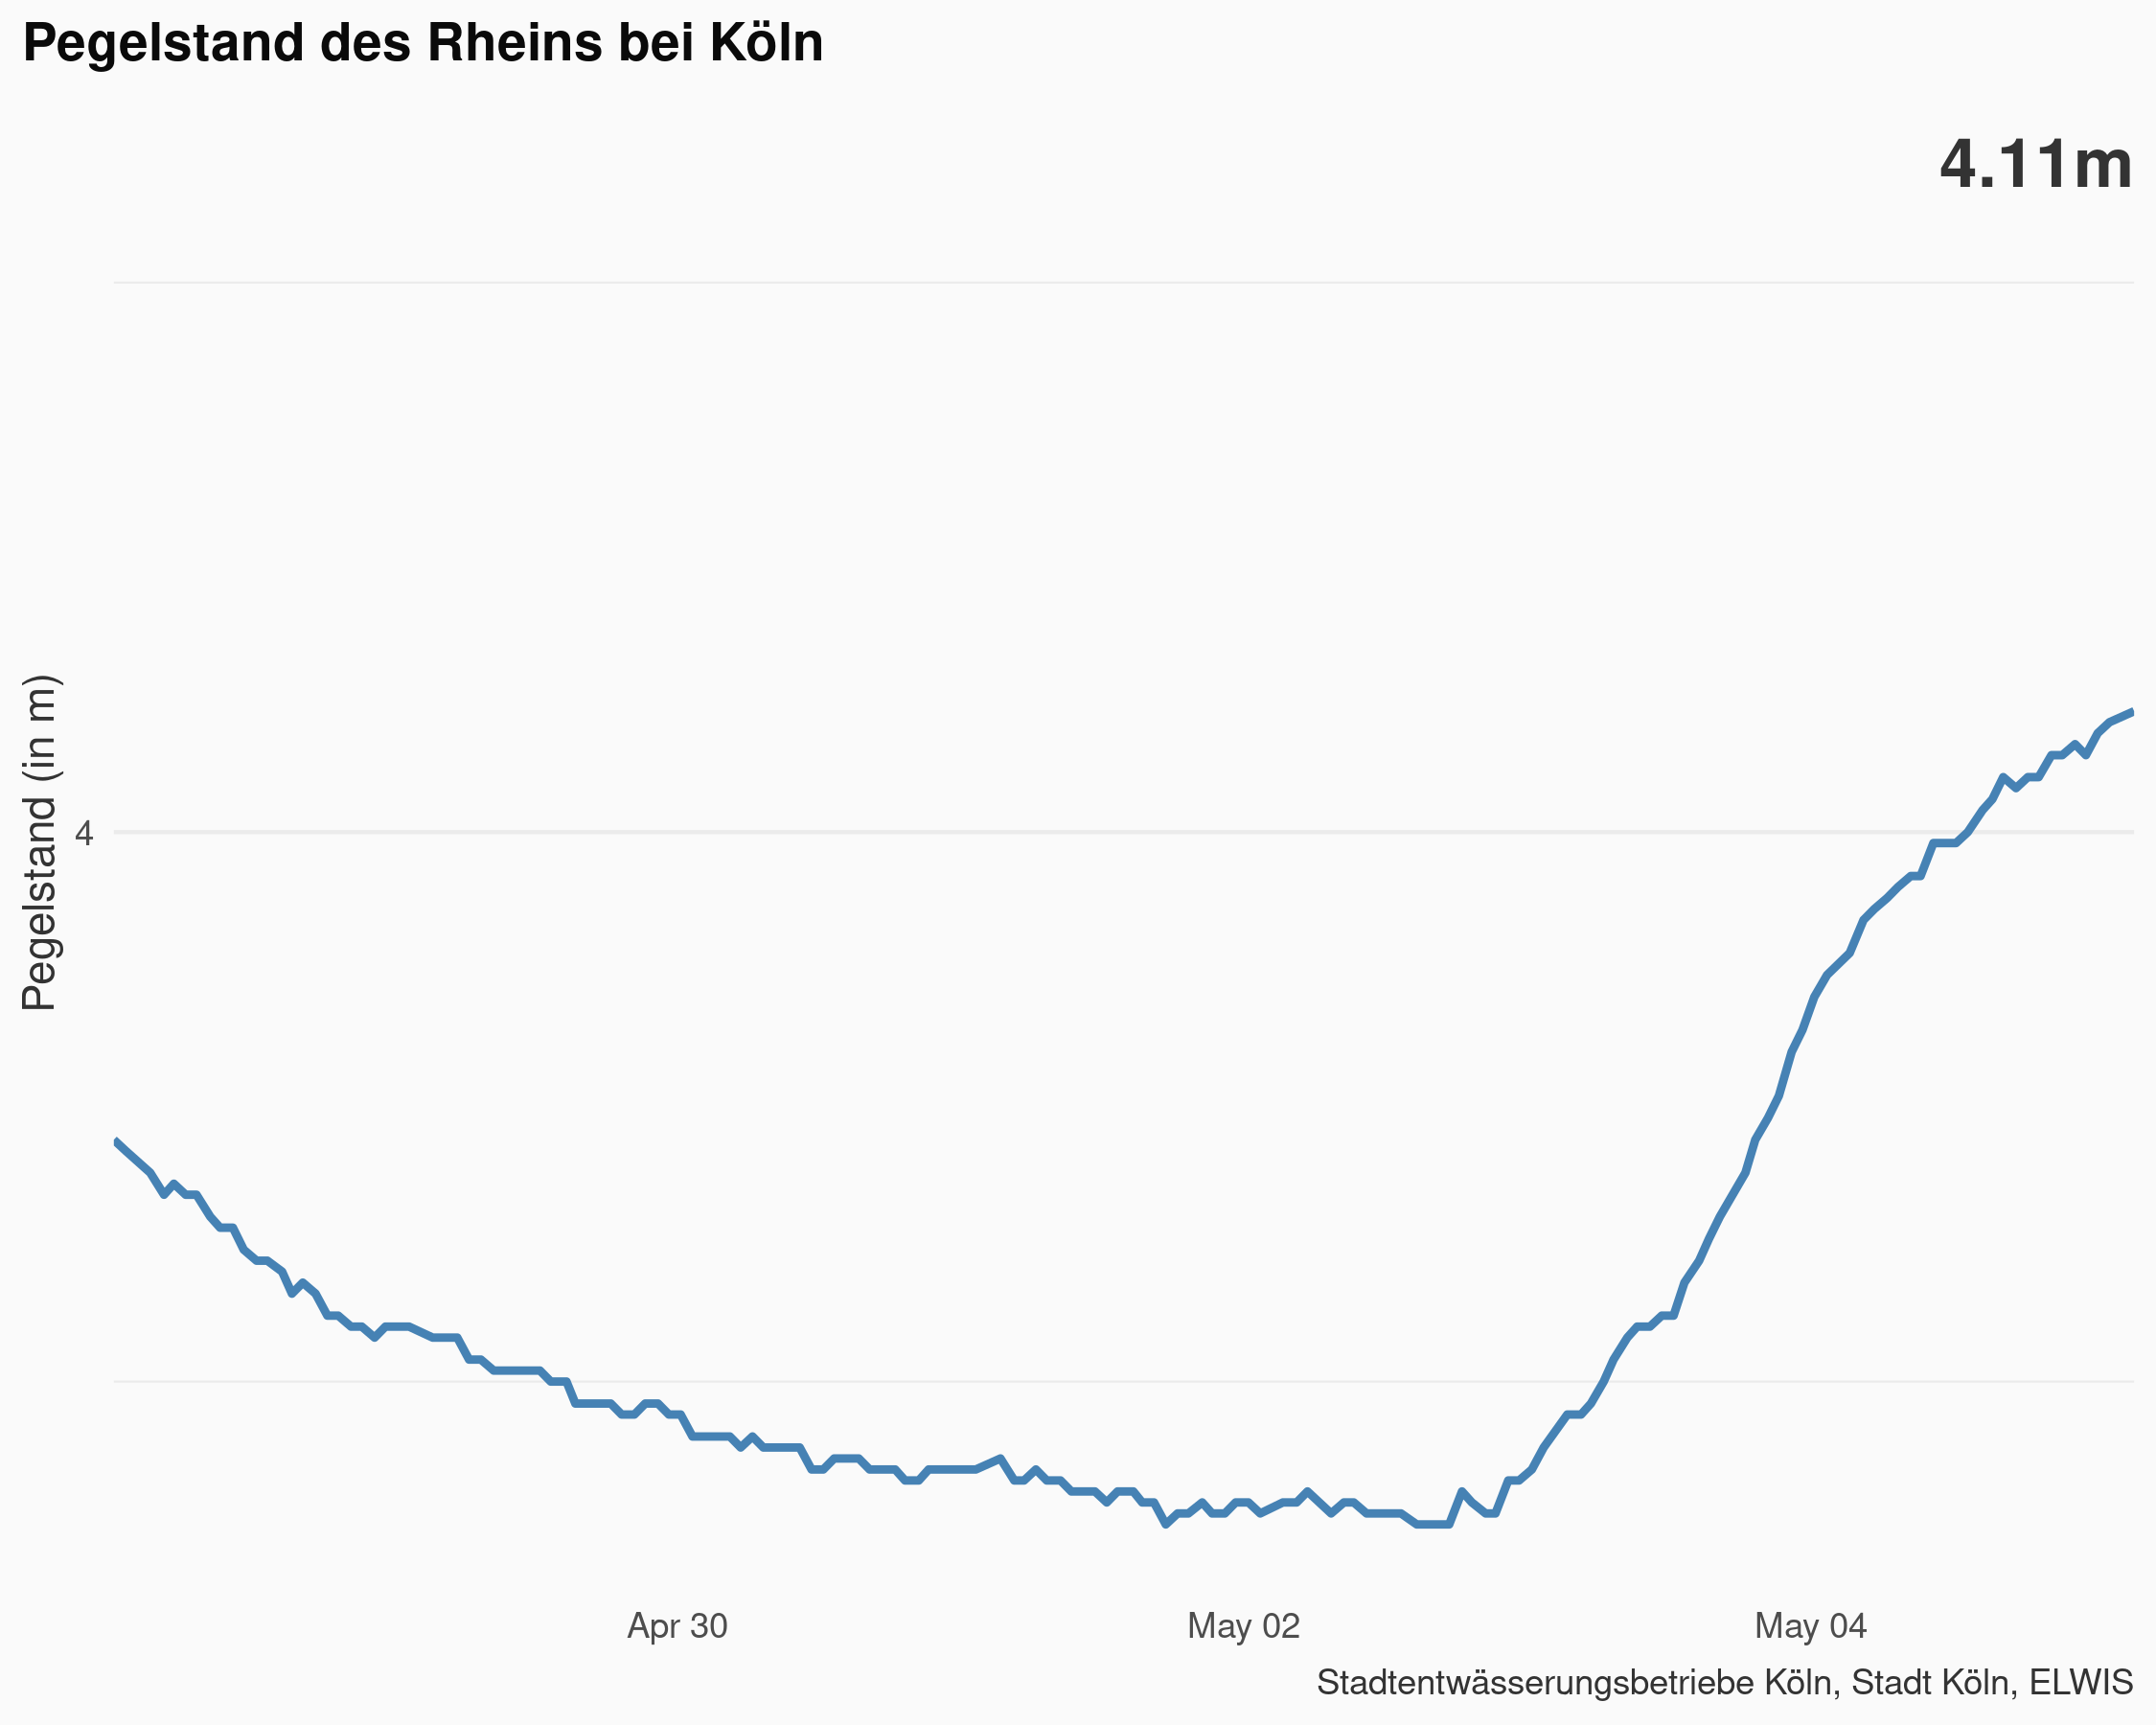 Pegelstand des Rheins bei Köln
4.11m
Pegelstand (in m)
4
Apr 30
May 02
May 04
Stadtentwässerungsbetriebe Köln, Stadt Köln, ELWIS